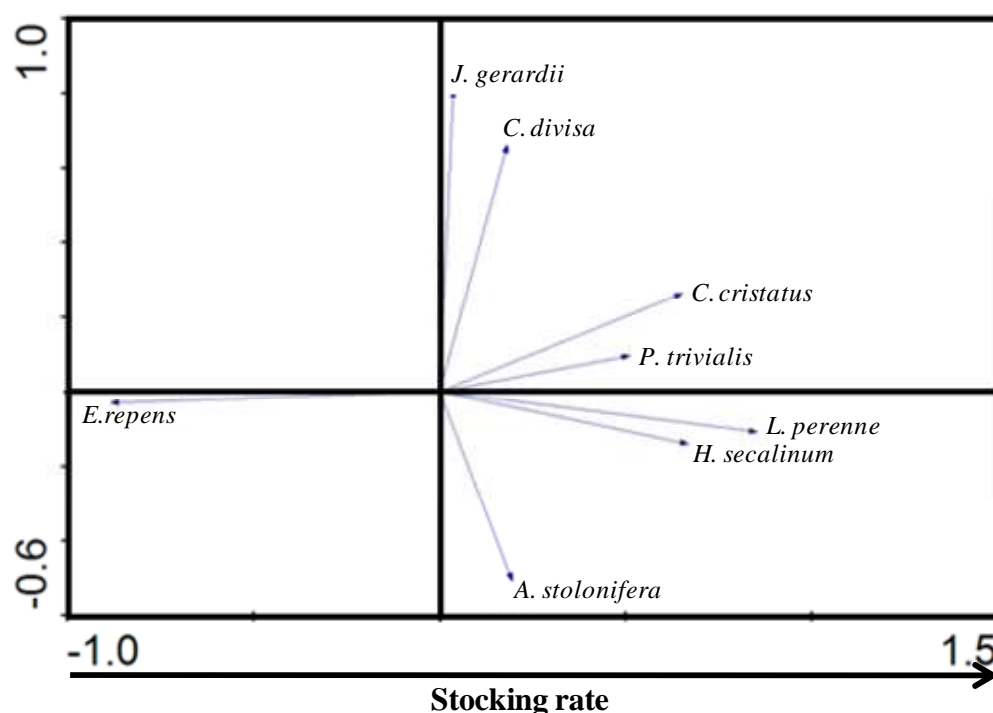 1.0
J. gerardii
C. divisa
C. cristatus
P. trivialis
E.repens
L. perenne
H. secalinum
-0.6
A. stolonifera
-1.0
1.5
Stocking rate